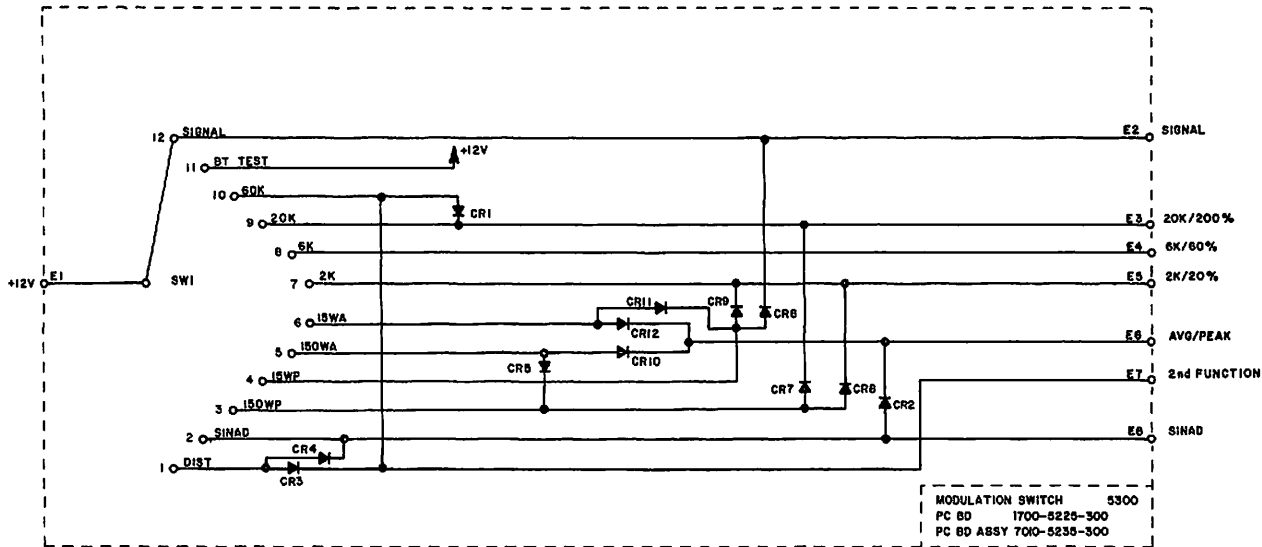 12 SIGNAL
E2 SIGNAL
11 BT TEST
+12V
10 60K
CR1
9 20K
E3 20K/200%
8 6K
E4 6K/60%
+12V E1
SW1
7 2K
E5 2K/20%
CR11
CR9
CR6
6 15WA
CR12
E6 AVG/PEAK
5 150WA
CR10
CR5
E7 2nd FUNCTION
4 15WP
CR7
CR8
CR2
3 150WP
2 SINAD
E8 SINAD
CR4
1 DIST
CR3
MODULATION SWITCH 5300
PC BD 1700-5225-300
PC BD ASSY 7010-5235-300